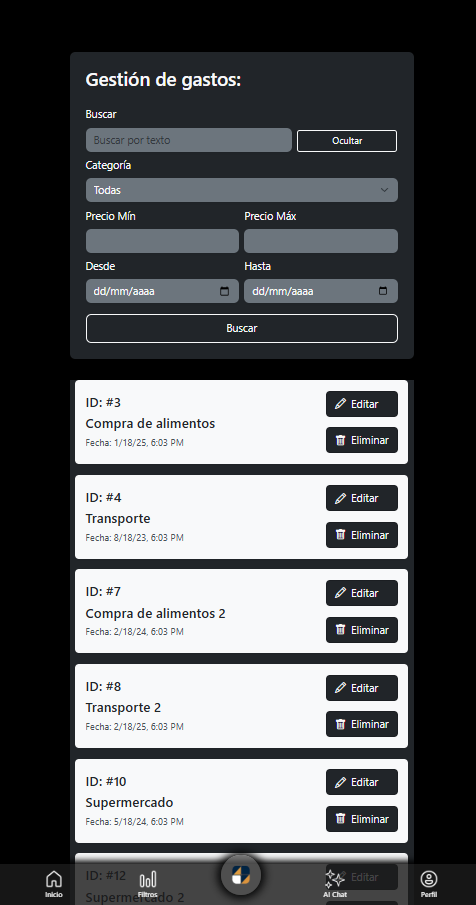 Gestión de gastos:
Buscar
Buscar por texto
Ocultar
Categoría
Todas
Precio Mín Precio Máx
Desde Hasta
dd/mm/aaaa dd/mm/aaaa
Buscar
ID: #3
Editar
Compra de alimentos
Fecha: 1/18/25, 6:03 PM
Eliminar
ID: #4
Editar
Transporte
Fecha: 8/18/23, 6:03 PM
Eliminar
ID: #7
Editar
Compra de alimentos 2
Fecha: 2/18/24, 6:03 PM
Eliminar
ID: #8
Editar
Transporte 2
Fecha: 2/18/25, 6:03 PM
Eliminar
ID: #10
Editar
Supermercado
Fecha: 5/18/24, 6:03 PM
Eliminar
ID: #12
Editar
Supermercado 2
Inicio Filtros AI Chat Perfil